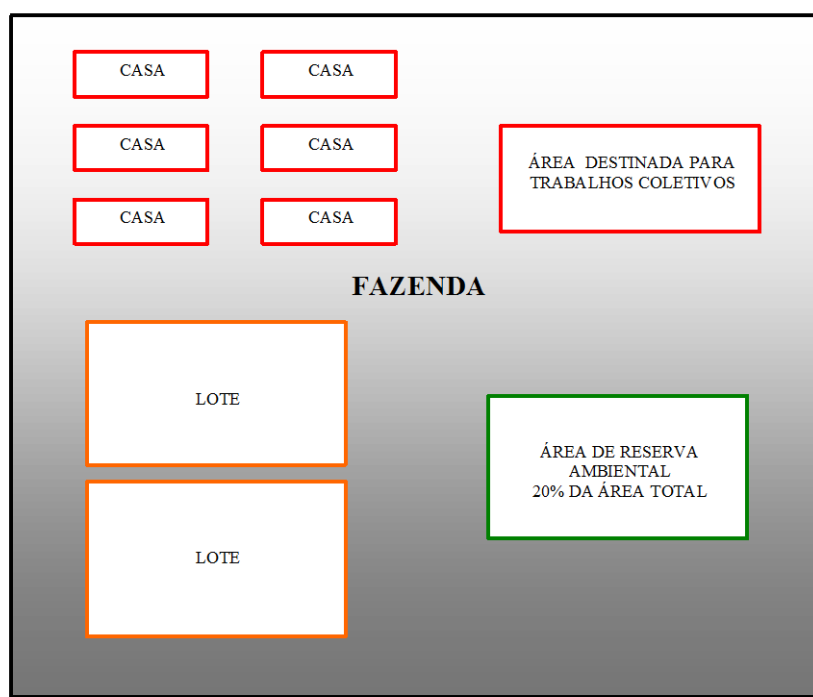 CASA
CASA
CASA
CASA
CASA
CASA
ÁREA DESTINADA PARA
TRABALHOS COLETIVOS
FAZENDA
LOTE
LOTE
ÁREA DE RESERVA
AMBIENTAL
20% DA ÁREA TOTAL